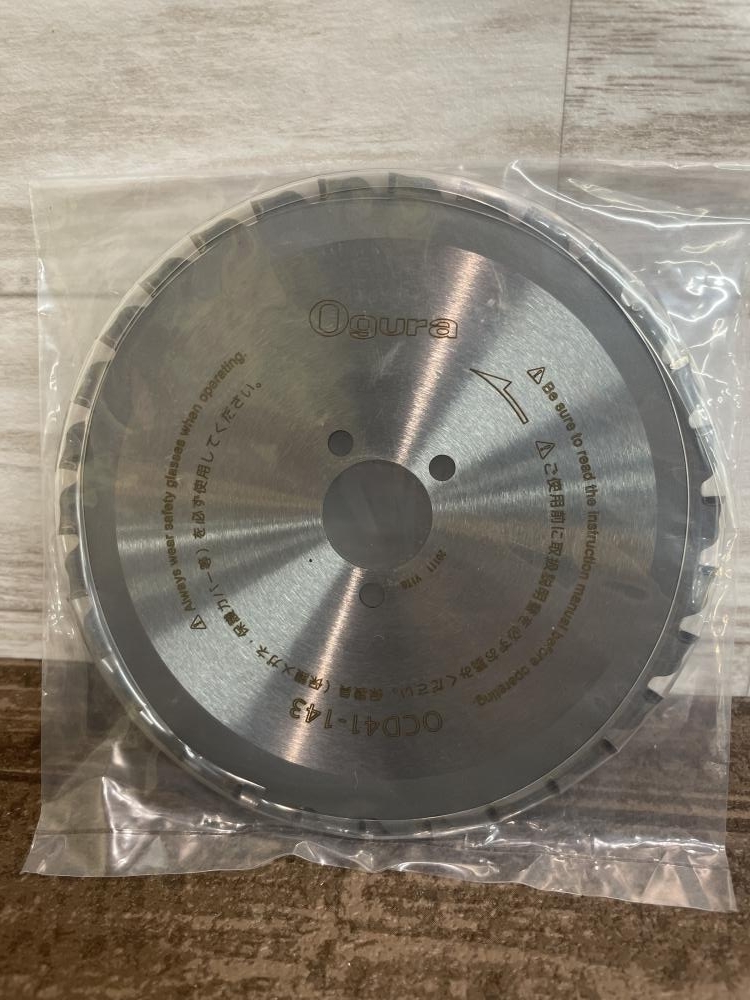 Ogura
⚠ Be sure to read the instruction manual before operating.
⚠ ご使用前に取扱説明書を必ずお読みください。
⚠ Always wear safety glasses when operating.
保護具（保護メガネ・保護カバー等）を必ず使用してください。
OCD41-143